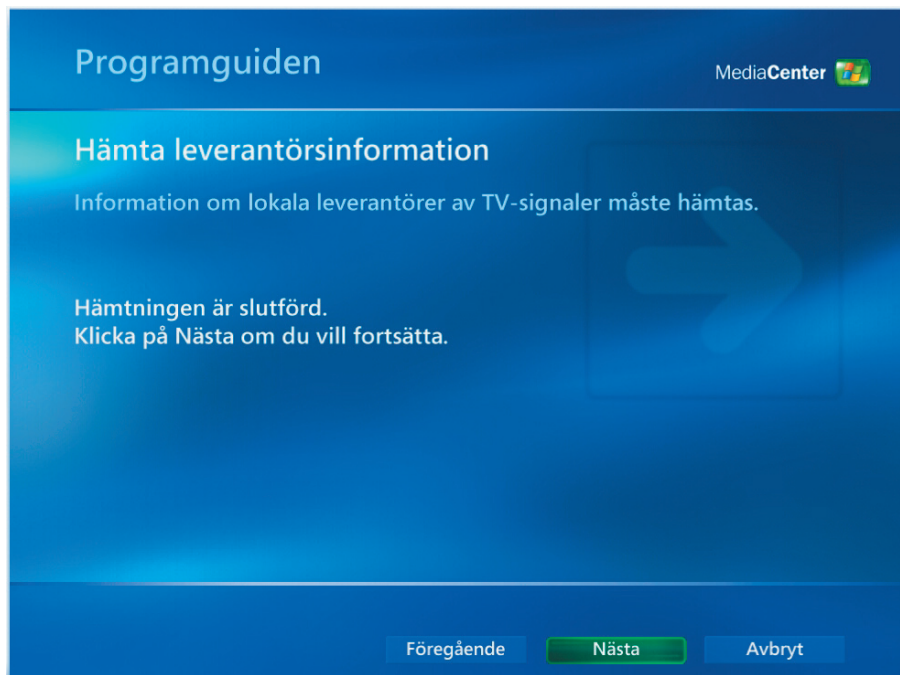 Programguiden
MediaCenter
Hämta leverantörsinformation
Information om lokala leverantörer av TV-signaler måste hämtas.
Hämtningen är slutförd.
Klicka på Nästa om du vill fortsätta.
Föregående
Nästa
Avbryt